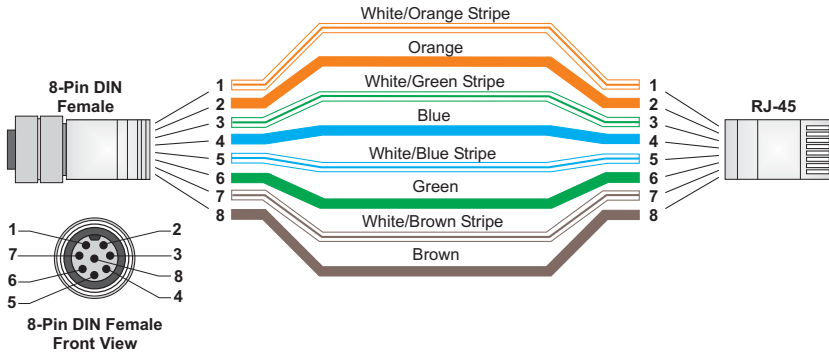 White/Orange Stripe
Orange
8-Pin DIN
Female
1
2
3
4
5
6
7
8
White/Green Stripe
Blue
White/Blue Stripe
Green
White/Brown Stripe
Brown
1
2
3
4
5
6
7
8
RJ-45
1
2
7
3
6
8
5
4
8-Pin DIN Female
Front View